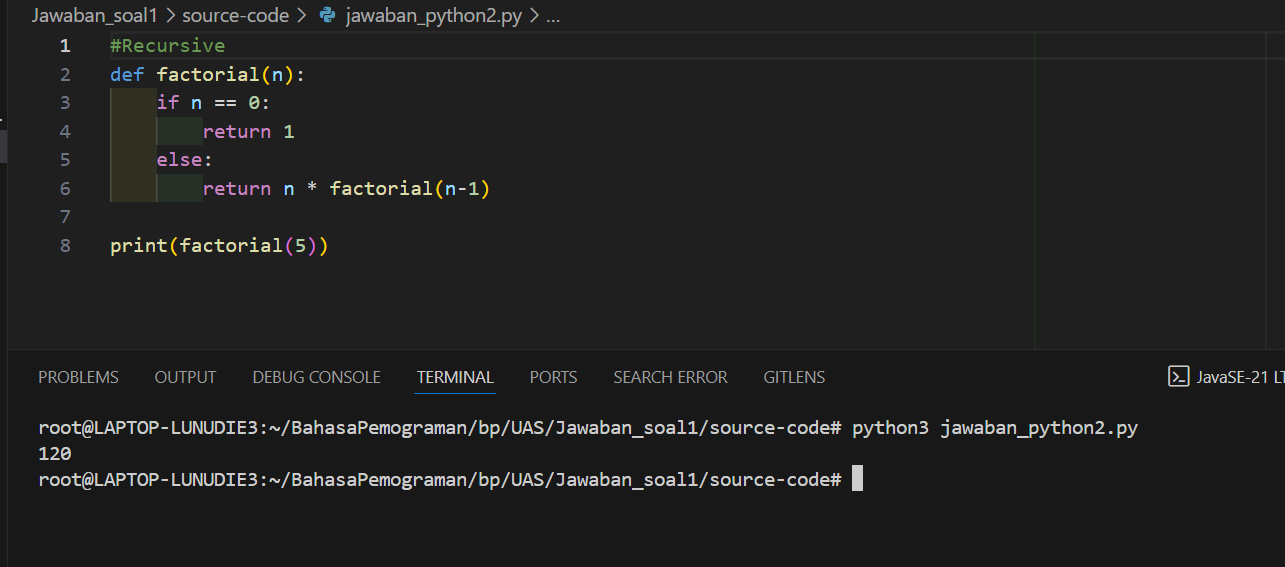 Jawaban_soal1 > source-code > jawaban_python2.py > ...
1 #Recursive
2 def factorial(n):
3     if n == 0:
4         return 1
5     else:
6         return n * factorial(n-1)
7
8 print(factorial(5))
PROBLEMS OUTPUT DEBUG CONSOLE TERMINAL PORTS SEARCH ERROR GITLENS JavaSE-21 LT
root@LAPTOP-LUNUDIE3:~/BahasaPemograman/bp/UAS/Jawaban_soal1/source-code# python3 jawaban_python2.py
120
root@LAPTOP-LUNUDIE3:~/BahasaPemograman/bp/UAS/Jawaban_soal1/source-code#